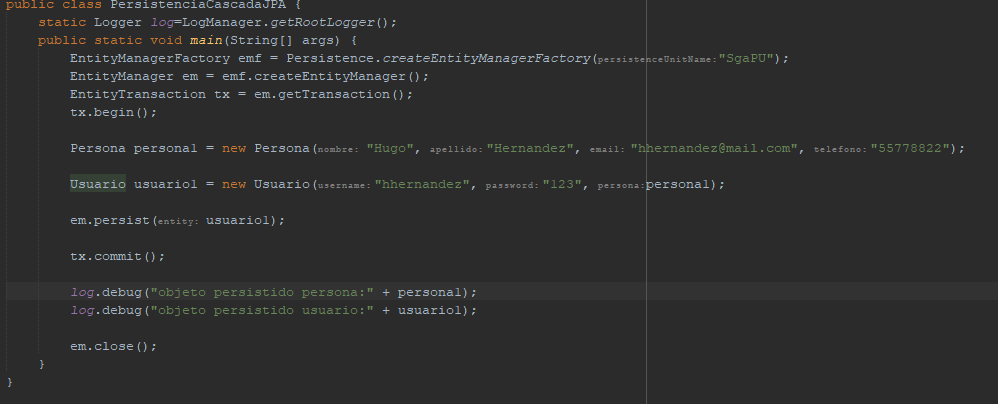 public class PersistenciaCascadaJPA {
static Logger log=LogManager.getRootLogger();
public static void main(String[] args) {
EntityManagerFactory emf = Persistence.createEntityManagerFactory(persistenceUnitName: "SgaPU");
EntityManager em = emf.createEntityManager();
EntityTransaction tx = em.getTransaction();
tx.begin();
Persona persona1 = new Persona(nombre: "Hugo", apellido: "Hernandez", email: "hhernandez@mail.com", telefono: "55778822");
Usuario usuario1 = new Usuario(username: "hhernandez", password: "123", persona: persona1);
em.persist(entity: usuario1);
tx.commit();
log.debug("objeto persistido persona:" + persona1);
log.debug("objeto persistido usuario:" + usuario1);
em.close();
}
}